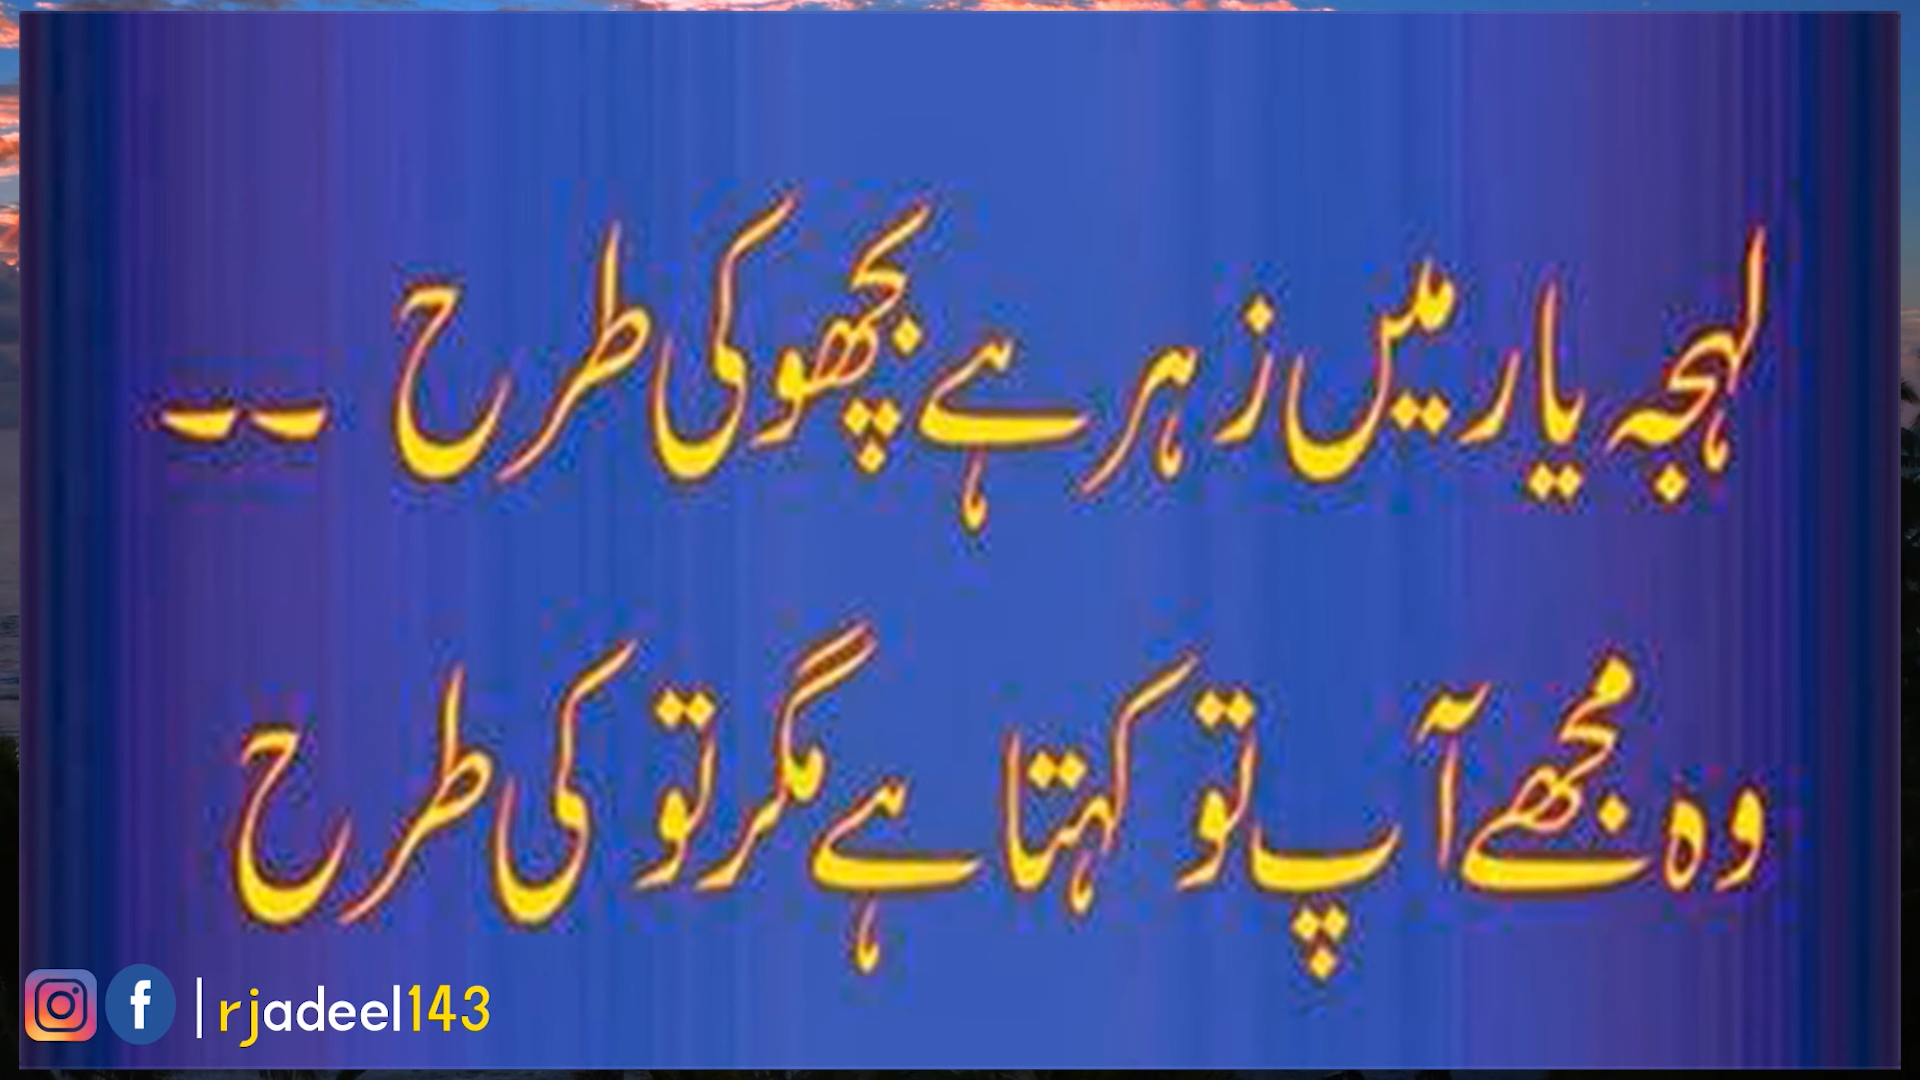 لہجہ یار میں زہر ہے بچھو کی طرح ۔۔
وہ مجھے آپ تو کہتا ہے مگر تو کی طرح
|rjadeel143